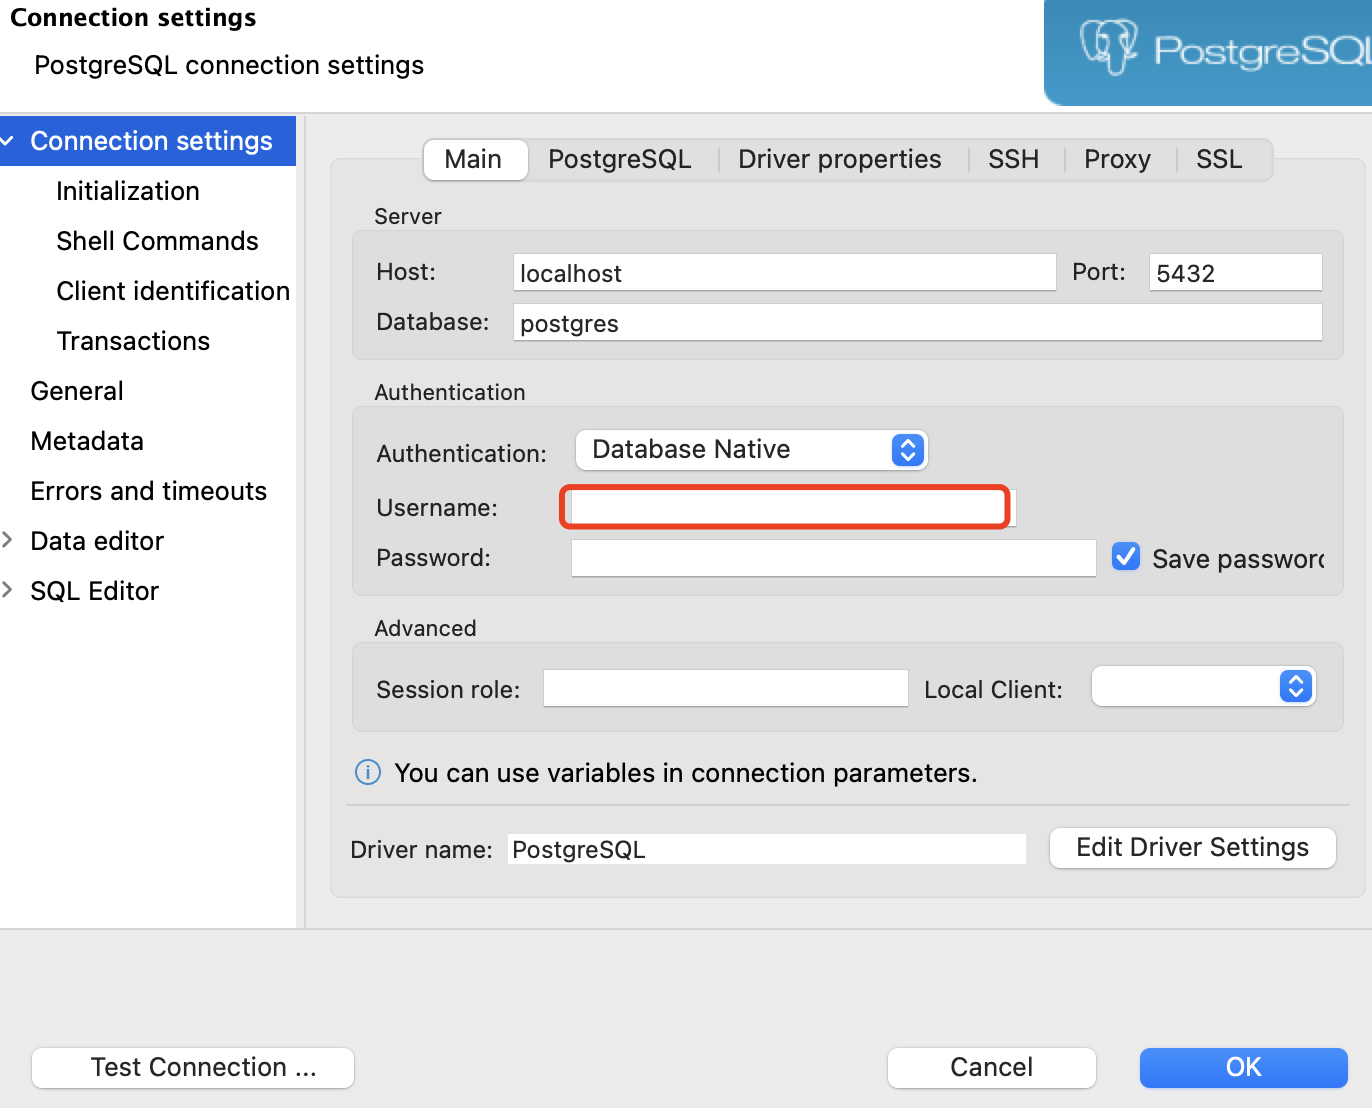 Connection settings
PostgreSQL connection settings
PostgreSQL
Connection settings
Initialization
Shell Commands
Client identification
Transactions
General
Metadata
Errors and timeouts
Data editor
SQL Editor
Main PostgreSQL Driver properties SSH Proxy SSL
Server
Host: localhost Port: 5432
Database: postgres
Authentication
Authentication: Database Native
Username:
Password: Save password
Advanced
Session role: Local Client:
You can use variables in connection parameters.
Driver name: PostgreSQL Edit Driver Settings
Test Connection ... Cancel OK